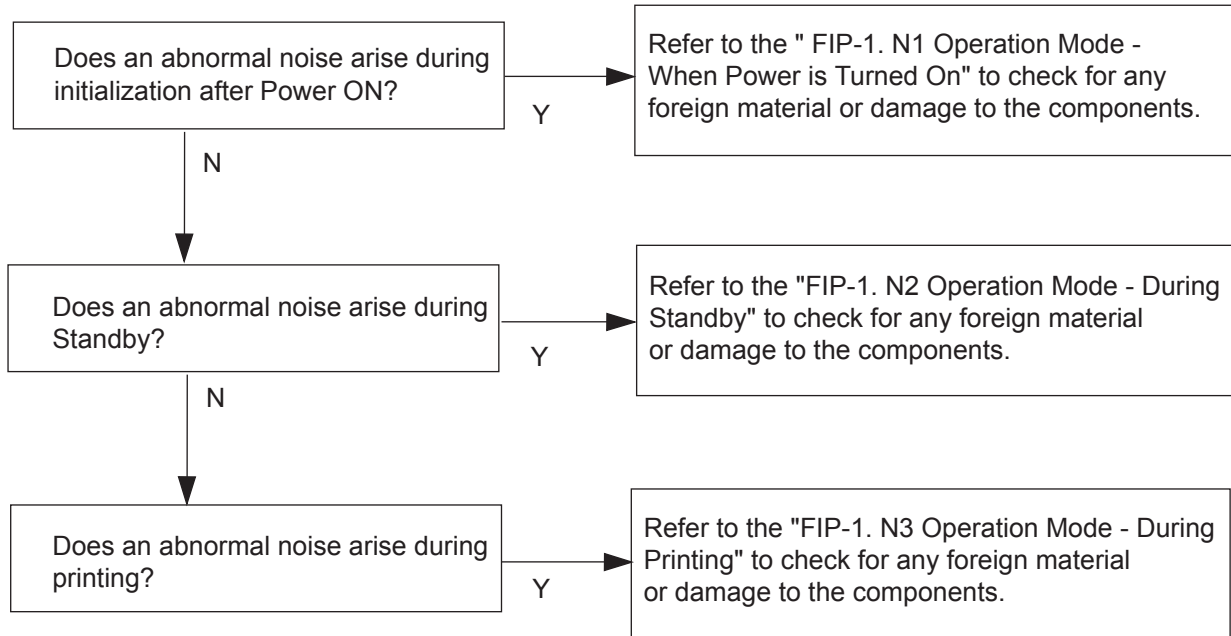 Does an abnormal noise arise during
initialization after Power ON?
Y
Refer to the " FIP-1. N1 Operation Mode -
When Power is Turned On" to check for any
foreign material or damage to the components.
N
Does an abnormal noise arise during
Standby?
Y
Refer to the "FIP-1. N2 Operation Mode - During
Standby" to check for any foreign material
or damage to the components.
N
Does an abnormal noise arise during
printing?
Y
Refer to the "FIP-1. N3 Operation Mode - During
Printing" to check for any foreign material
or damage to the components.